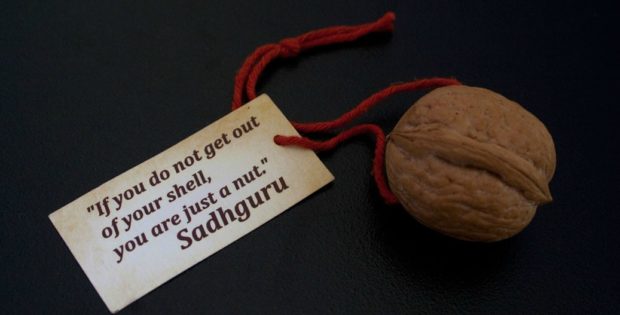 "If you do not get out
of your shell,
you are just a nut."
Sadhguru